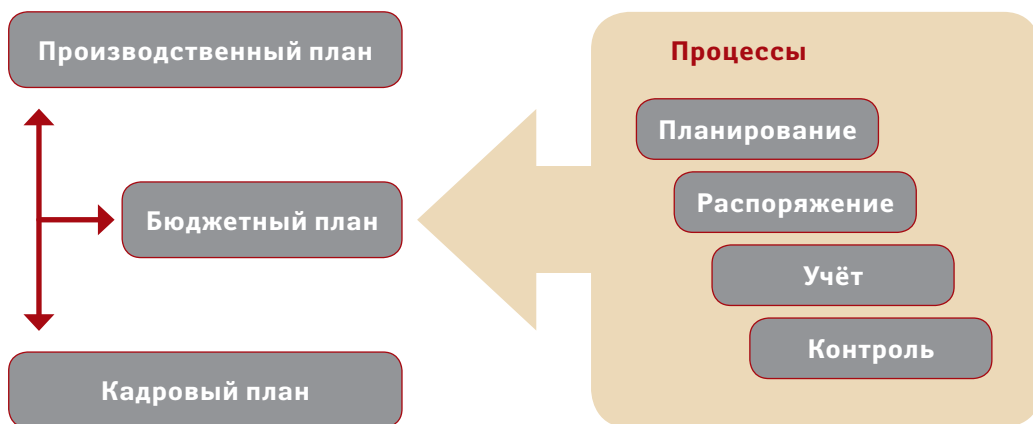 Производственный план
Бюджетный план
Кадровый план
Процессы
Планирование
Распоряжение
Учёт
Контроль